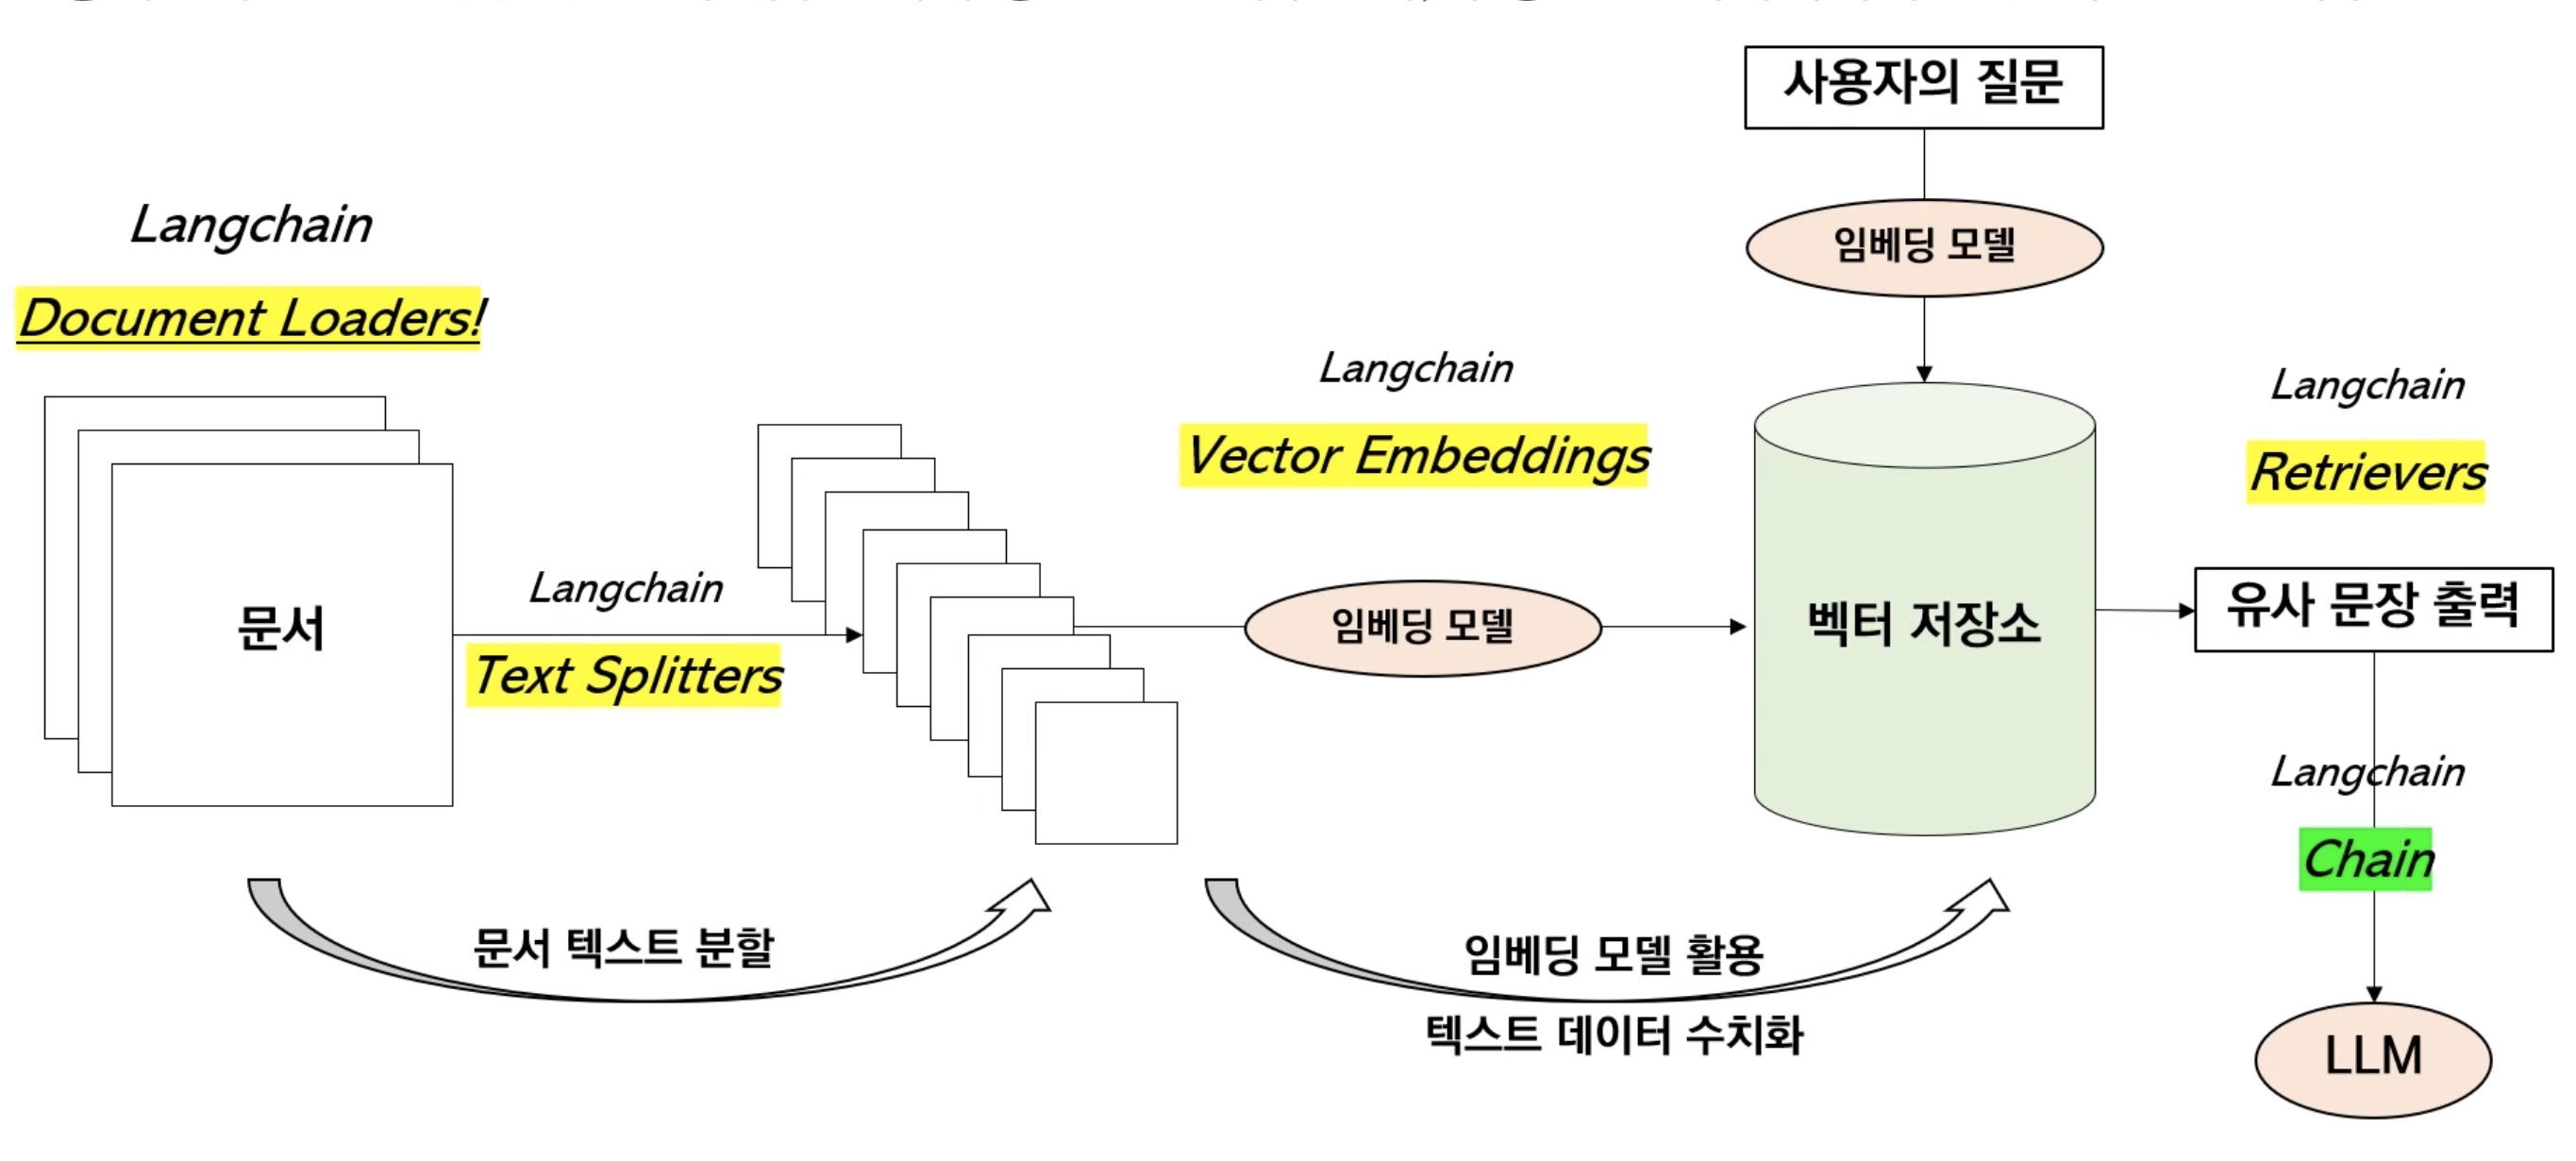 사용자의 질문
임베딩 모델
Langchain
Document Loaders!
문서
Langchain
Text Splitters
Langchain
Vector Embeddings
임베딩 모델
벡터 저장소
Langchain
Retrievers
유사 문장 출력
Langchain
Chain
LLM
문서 텍스트 분할
임베딩 모델 활용
텍스트 데이터 수치화